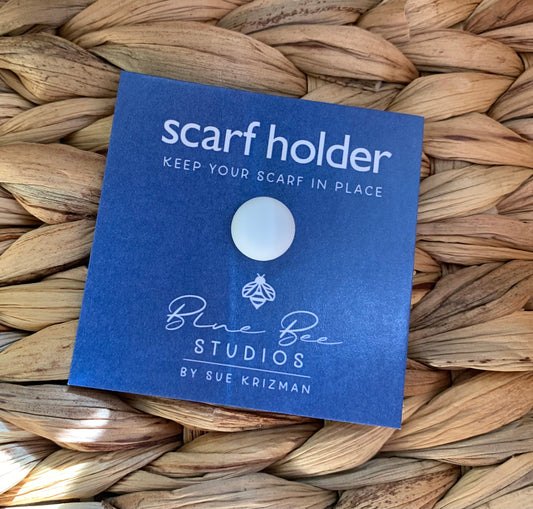 scarf holder
KEEP YOUR SCARF IN PLACE
Blue Bee
STUDIOS
BY SUE KRIZMAN